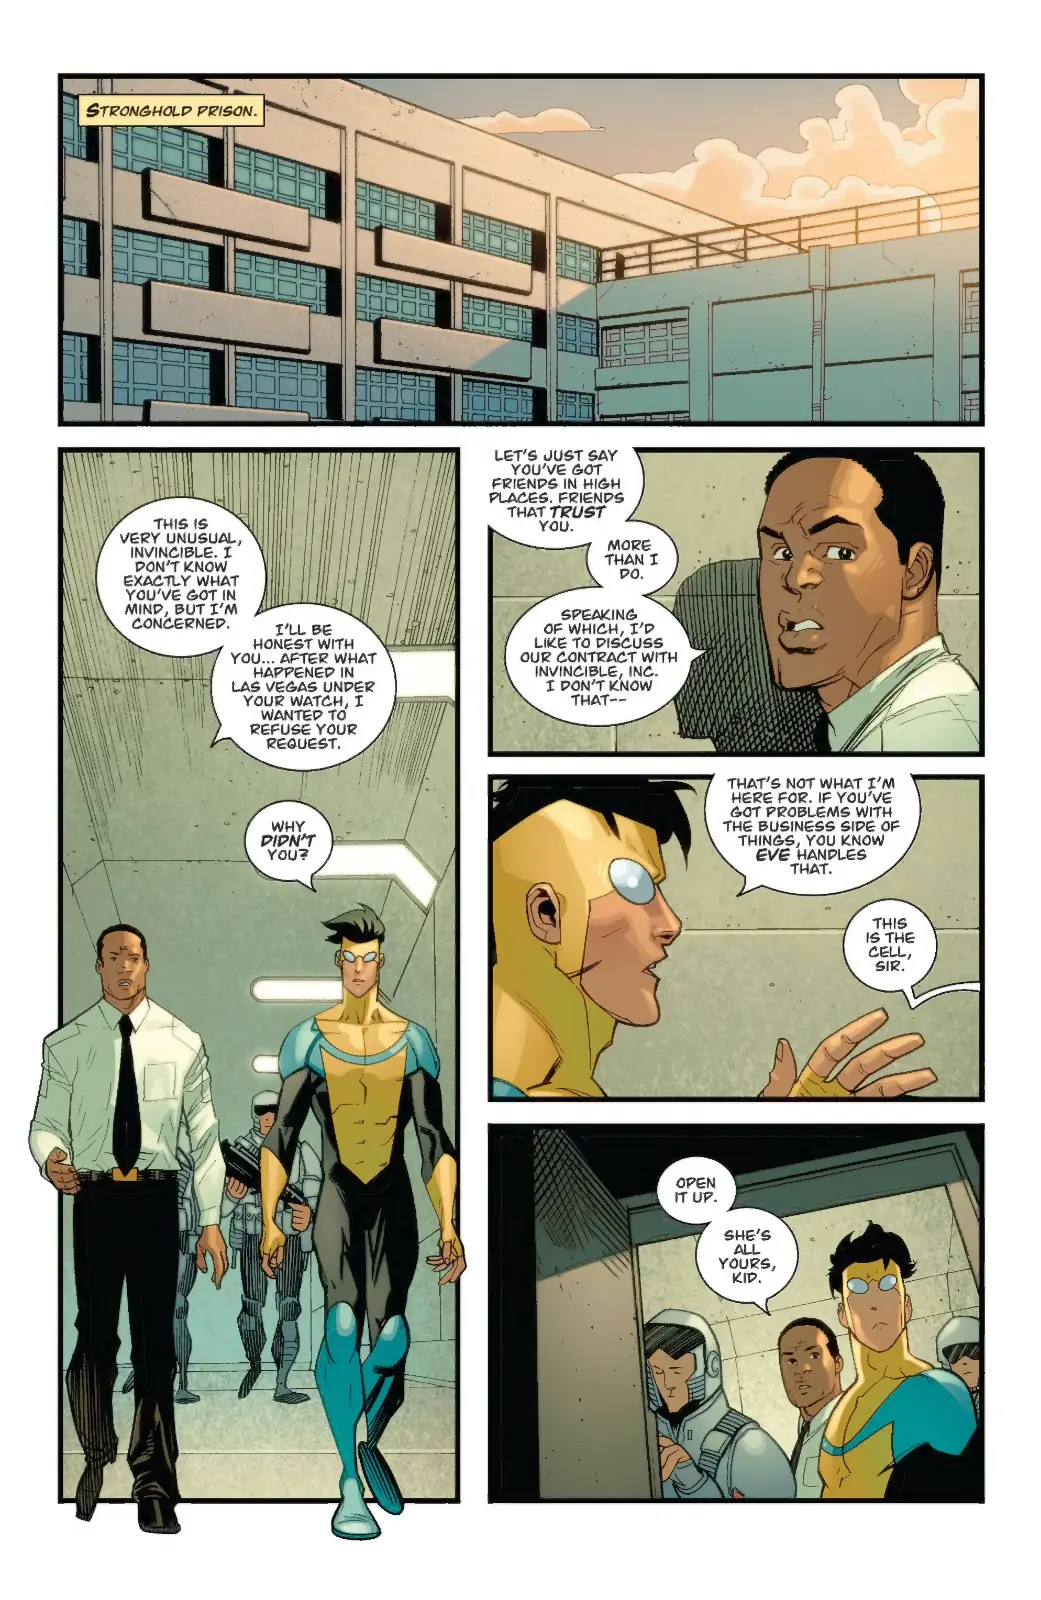 STRONGHOLD PRISON.
THIS IS
VERY UNUSUAL,
INVINCIBLE. I
DON'T KNOW
EXACTLY WHAT
YOU'VE GOT IN
MIND, BUT I'M
CONCERNED.
I'LL BE
HONEST WITH
YOU... AFTER WHAT
HAPPENED IN
LAS VEGAS UNDER
YOUR WATCH, I
WANTED TO
REFUSE YOUR
REQUEST.
WHY
DIDN'T
YOU?
LET'S JUST SAY
YOU'VE GOT
FRIENDS IN HIGH
PLACES. FRIENDS
THAT TRUST
YOU.
MORE
THAN I
DO.
SPEAKING
OF WHICH, I'D
LIKE TO DISCUSS
OUR CONTRACT WITH
INVINCIBLE, INC.
I DON'T KNOW
THAT--
THAT'S NOT WHAT I'M
HERE FOR. IF YOU'VE
GOT PROBLEMS WITH
THE BUSINESS SIDE OF
THINGS, YOU KNOW
EVE HANDLES
THAT.
THIS
IS THE
CELL,
SIR.
OPEN
IT UP.
SHE'S
ALL
YOURS,
KID.